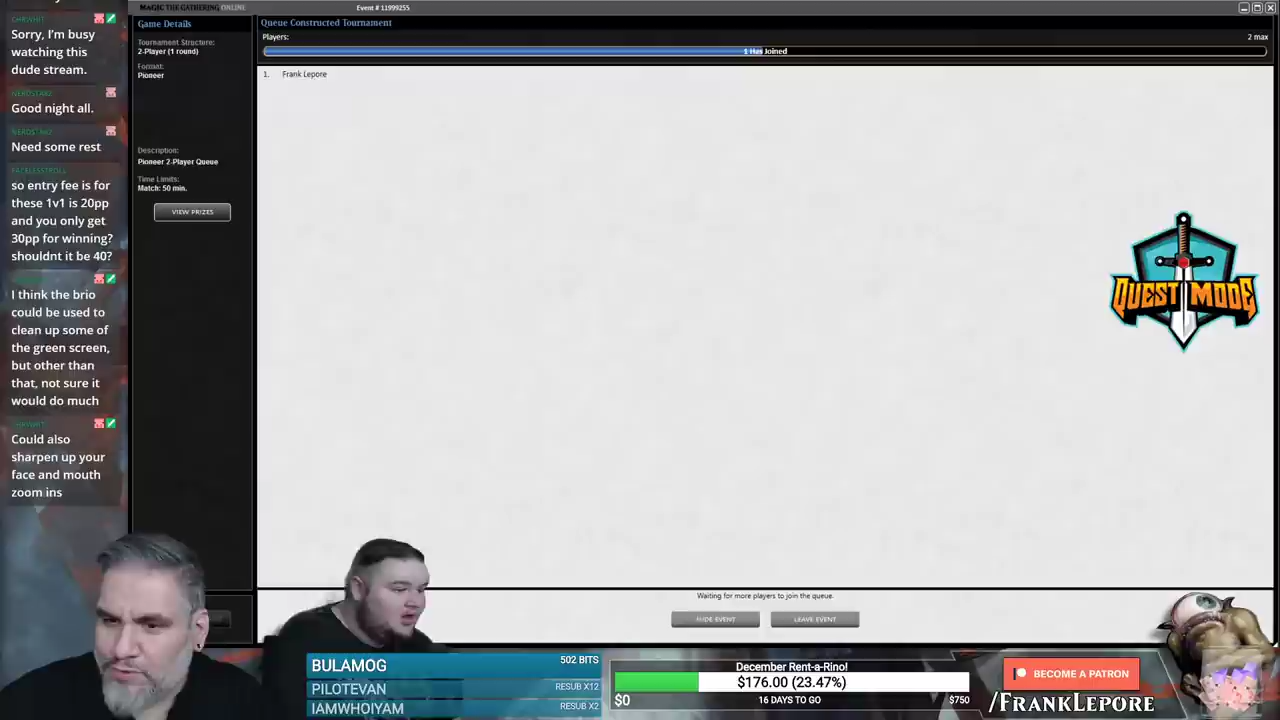 MAGIC THE GATHERING ONLINE
Event # 11999255
Game Details
Tournament Structure:
2-Player (1 round)
Format:
Pioneer
Description:
Pioneer 2-Player Queue
Time Limits:
Match: 50 min.
VIEW PRIZES
Queue Constructed Tournament
Players:
2 max
1 Has Joined
1. Frank Lepore
Sorry, I'm busy
watching this
dude stream.
Good night all.
Need some rest
FACELESSTROLL
so entry fee is for
these 1v1 is 20pp
and you only get
30pp for winning?
shouldnt it be 40?
I think the brio
could be used to
clean up some of
the green screen,
but other than
that, not sure it
would do much
Could also
sharpen up your
face and mouth
zoom ins
QUEST MODE
Waiting for more players to join the queue.
HIDE EVENT
LEAVE EVENT
BULAMOG
502 BITS
PILOTEVAN
RESUB X12
IAMWHOIYAM
RESUB X2
December Rent-a-Rino!
$176.00 (23.47%)
$0
16 DAYS TO GO
$750
BECOME A PATRON
/FRANKLEPORE